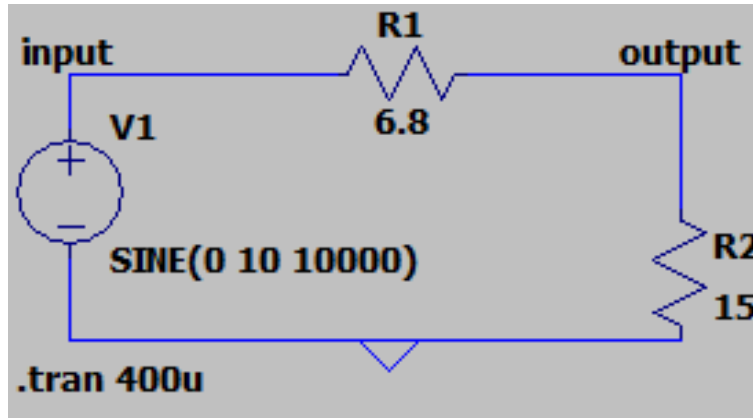 R1
input
output
6.8
V1
R2
SINE(0 10 10000)
15
.tran 400u